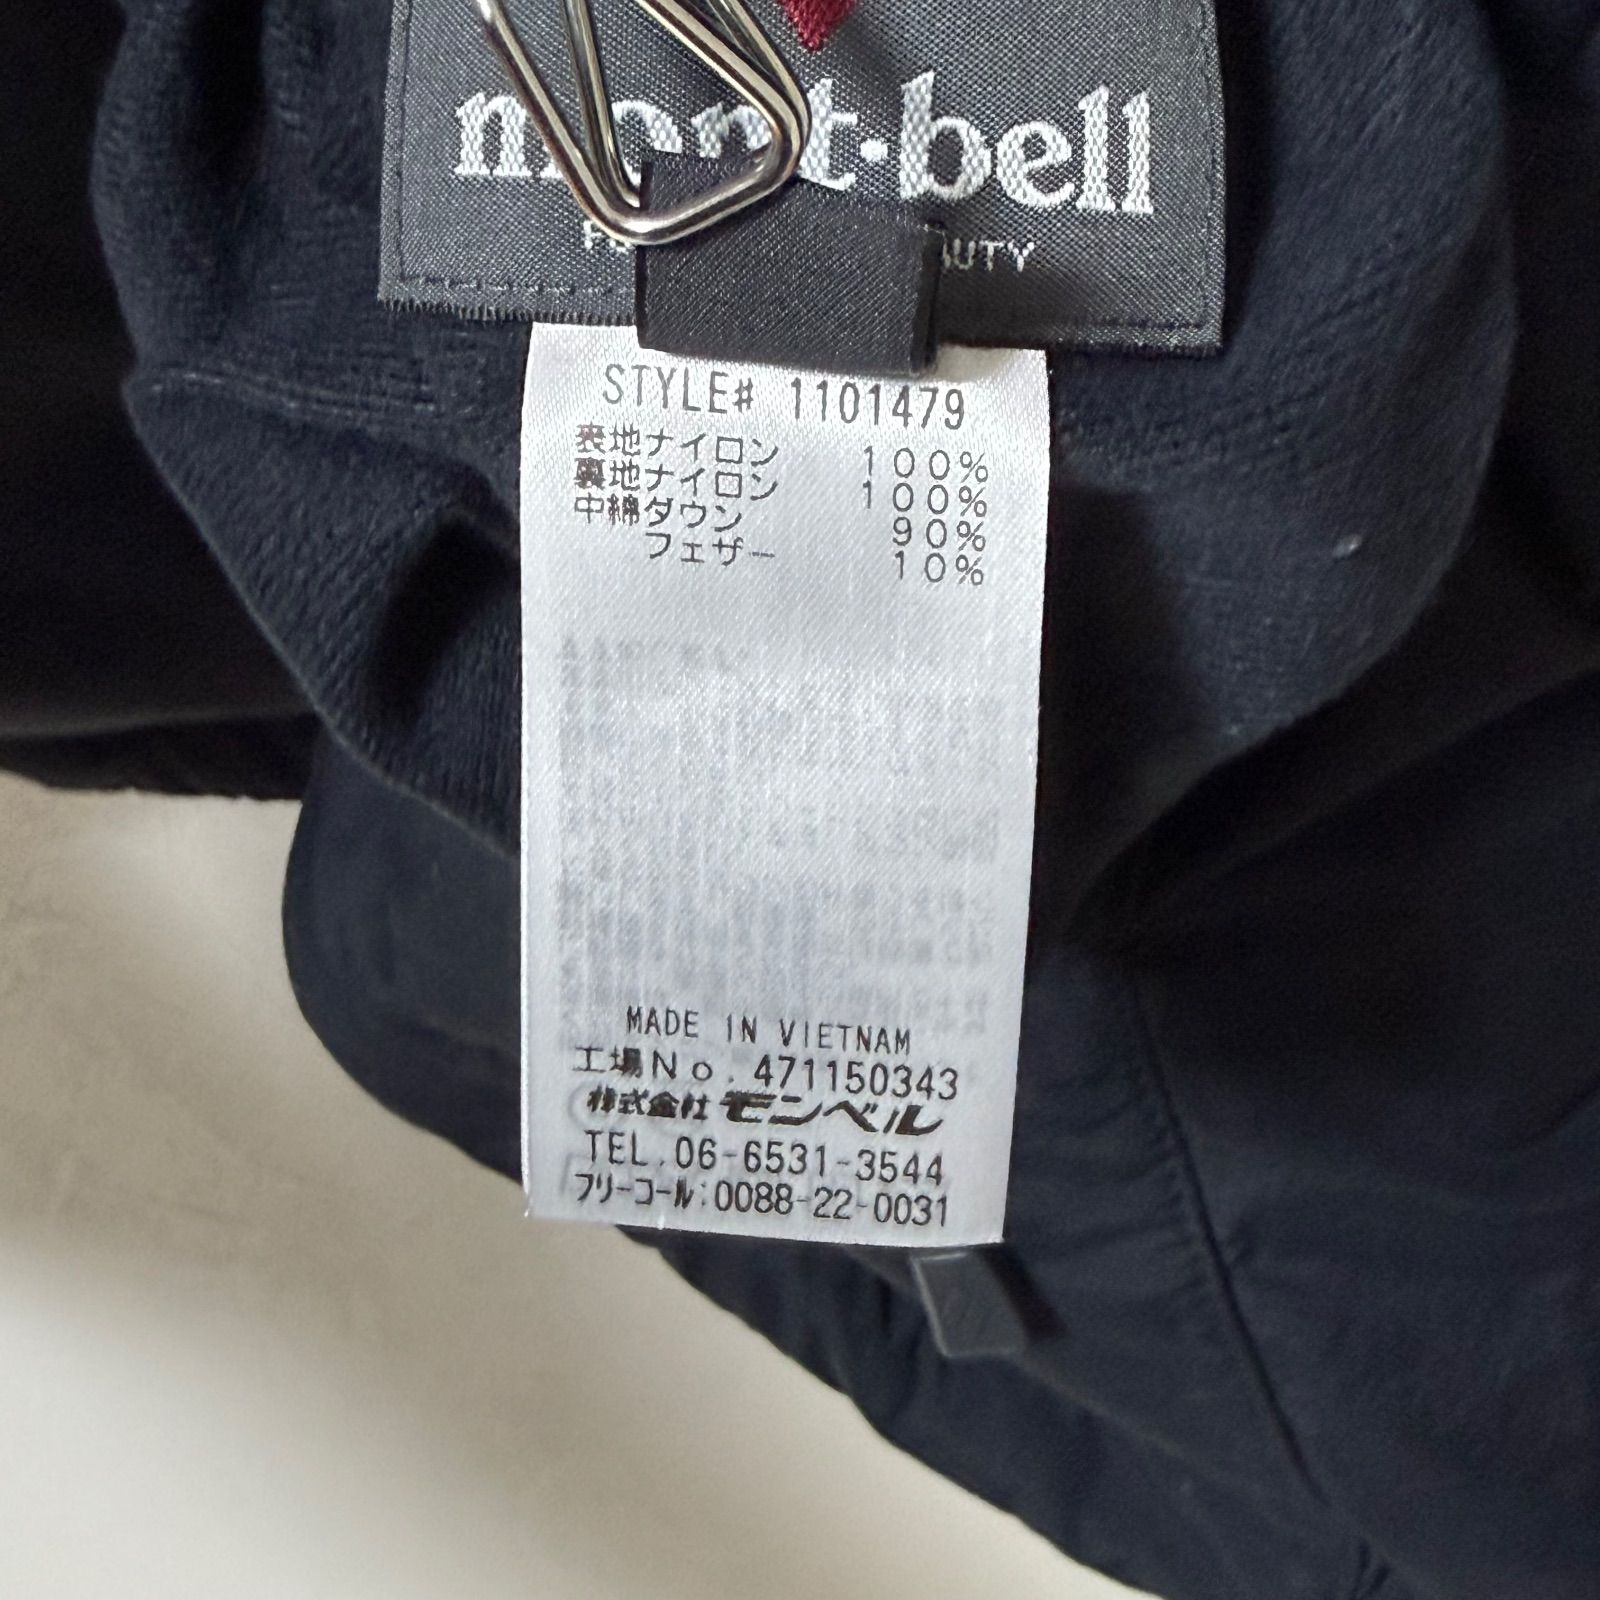 mont-bell
AUTY
STYLE# 1101479
表地ナイロン 100%
裏地ナイロン 100%
中綿ダウン 90%
フェザー 10%
MADE IN VIETNAM
工場No. 471150343
株式会社モンベル
TEL.06-6531-3544
フリーコール:0088-22-0031